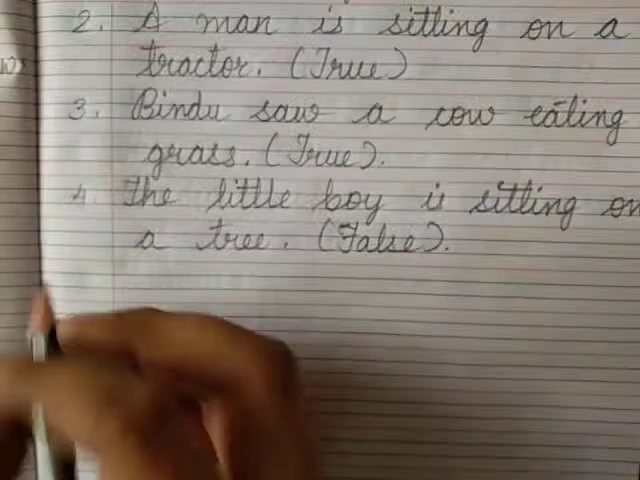 2. A man is sitting on a
tractor. (True)
3. Bindu saw a cow eating
grass. (True).
4. The little boy is sitting on
a tree. (False).